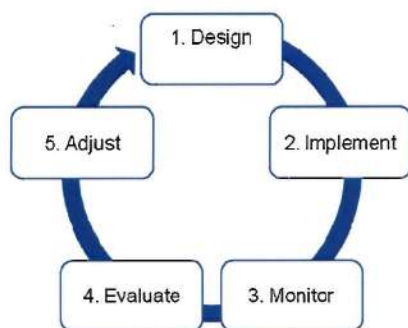 1. Design
2. Implement
3. Monitor
4. Evaluate
5. Adjust